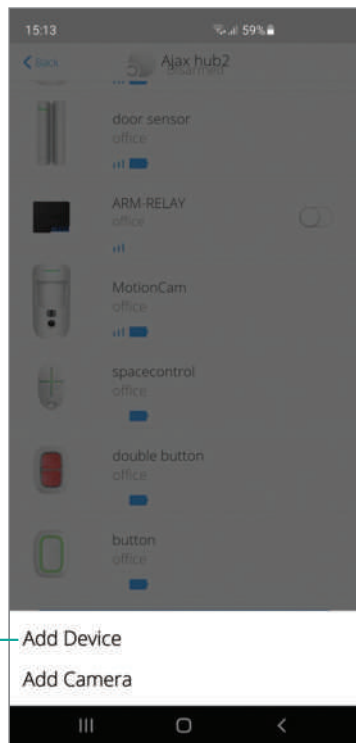 15:13 59%
Back Ajax hub2
Disarmed
door sensor
office
ARM-RELAY
office
MotionCam
office
spacecontrol
office
double button
office
button
office
Add Device
Add Camera